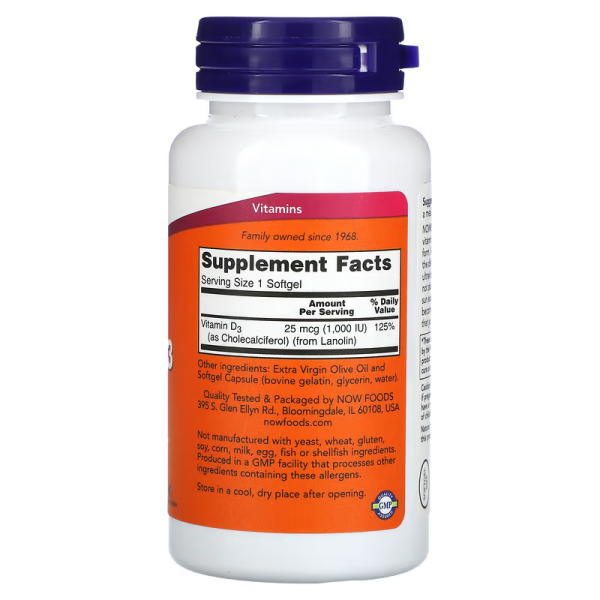 Vitamins
Family owned since 1968.
Supplement Facts
Serving Size 1 Softgel
Amount Per Serving % Daily Value
Vitamin D3 25 mcg (1,000 IU) 125%
(as Cholecalciferol) (from Lanolin)
Other ingredients: Extra Virgin Olive Oil and
Softgel Capsule (bovine gelatin, glycerin, water).
Quality Tested & Packaged by NOW FOODS
395 S. Glen Ellyn Rd., Bloomingdale, IL 60108, USA
nowfoods.com
Not manufactured with yeast, wheat, gluten,
soy, corn, milk, egg, fish or shellfish ingredients.
Produced in a GMP facility that processes other
ingredients containing these allergens.
Store in a cool, dry place after opening.
GMP
3